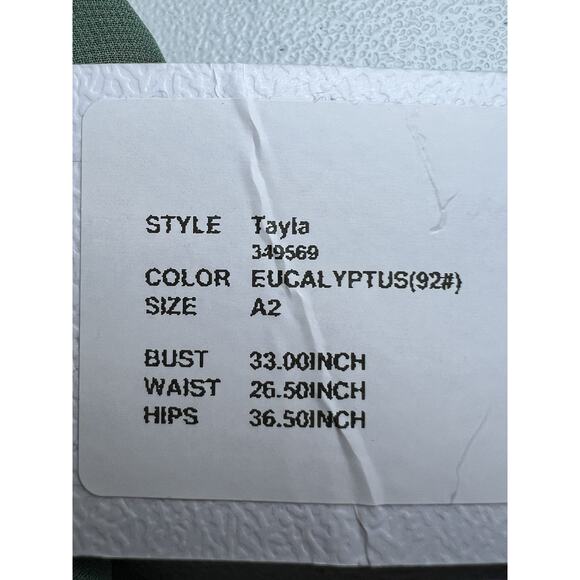 STYLE Tayla
349569
COLOR EUCALYPTUS(92#)
SIZE A2
BUST 33.00INCH
WAIST 26.50INCH
HIPS 36.50INCH